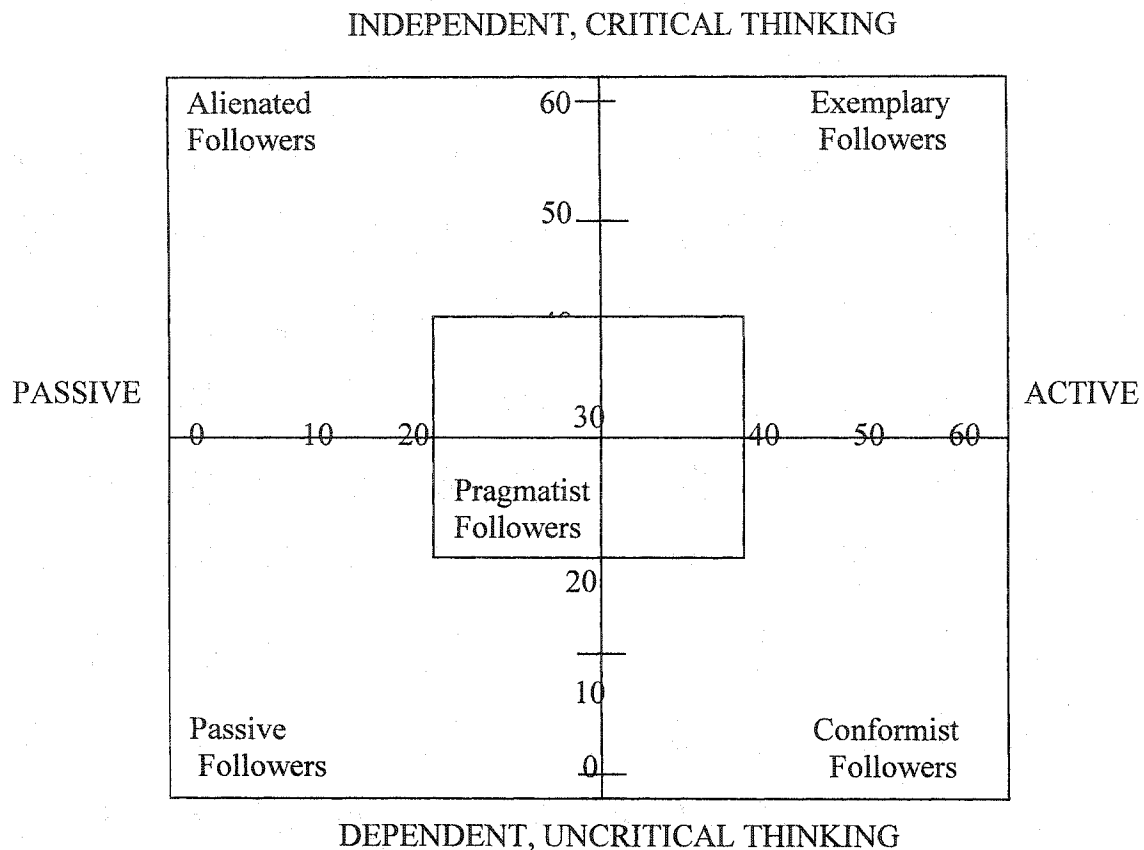 INDEPENDENT, CRITICAL THINKING
Alienated
Followers
60
Exemplary
Followers
50
PASSIVE
ACTIVE
30
0 10 20 40 50 60
Pragmatist
Followers
20
10
Passive
Followers
Conformist
Followers
0
DEPENDENT, UNCRITICAL THINKING